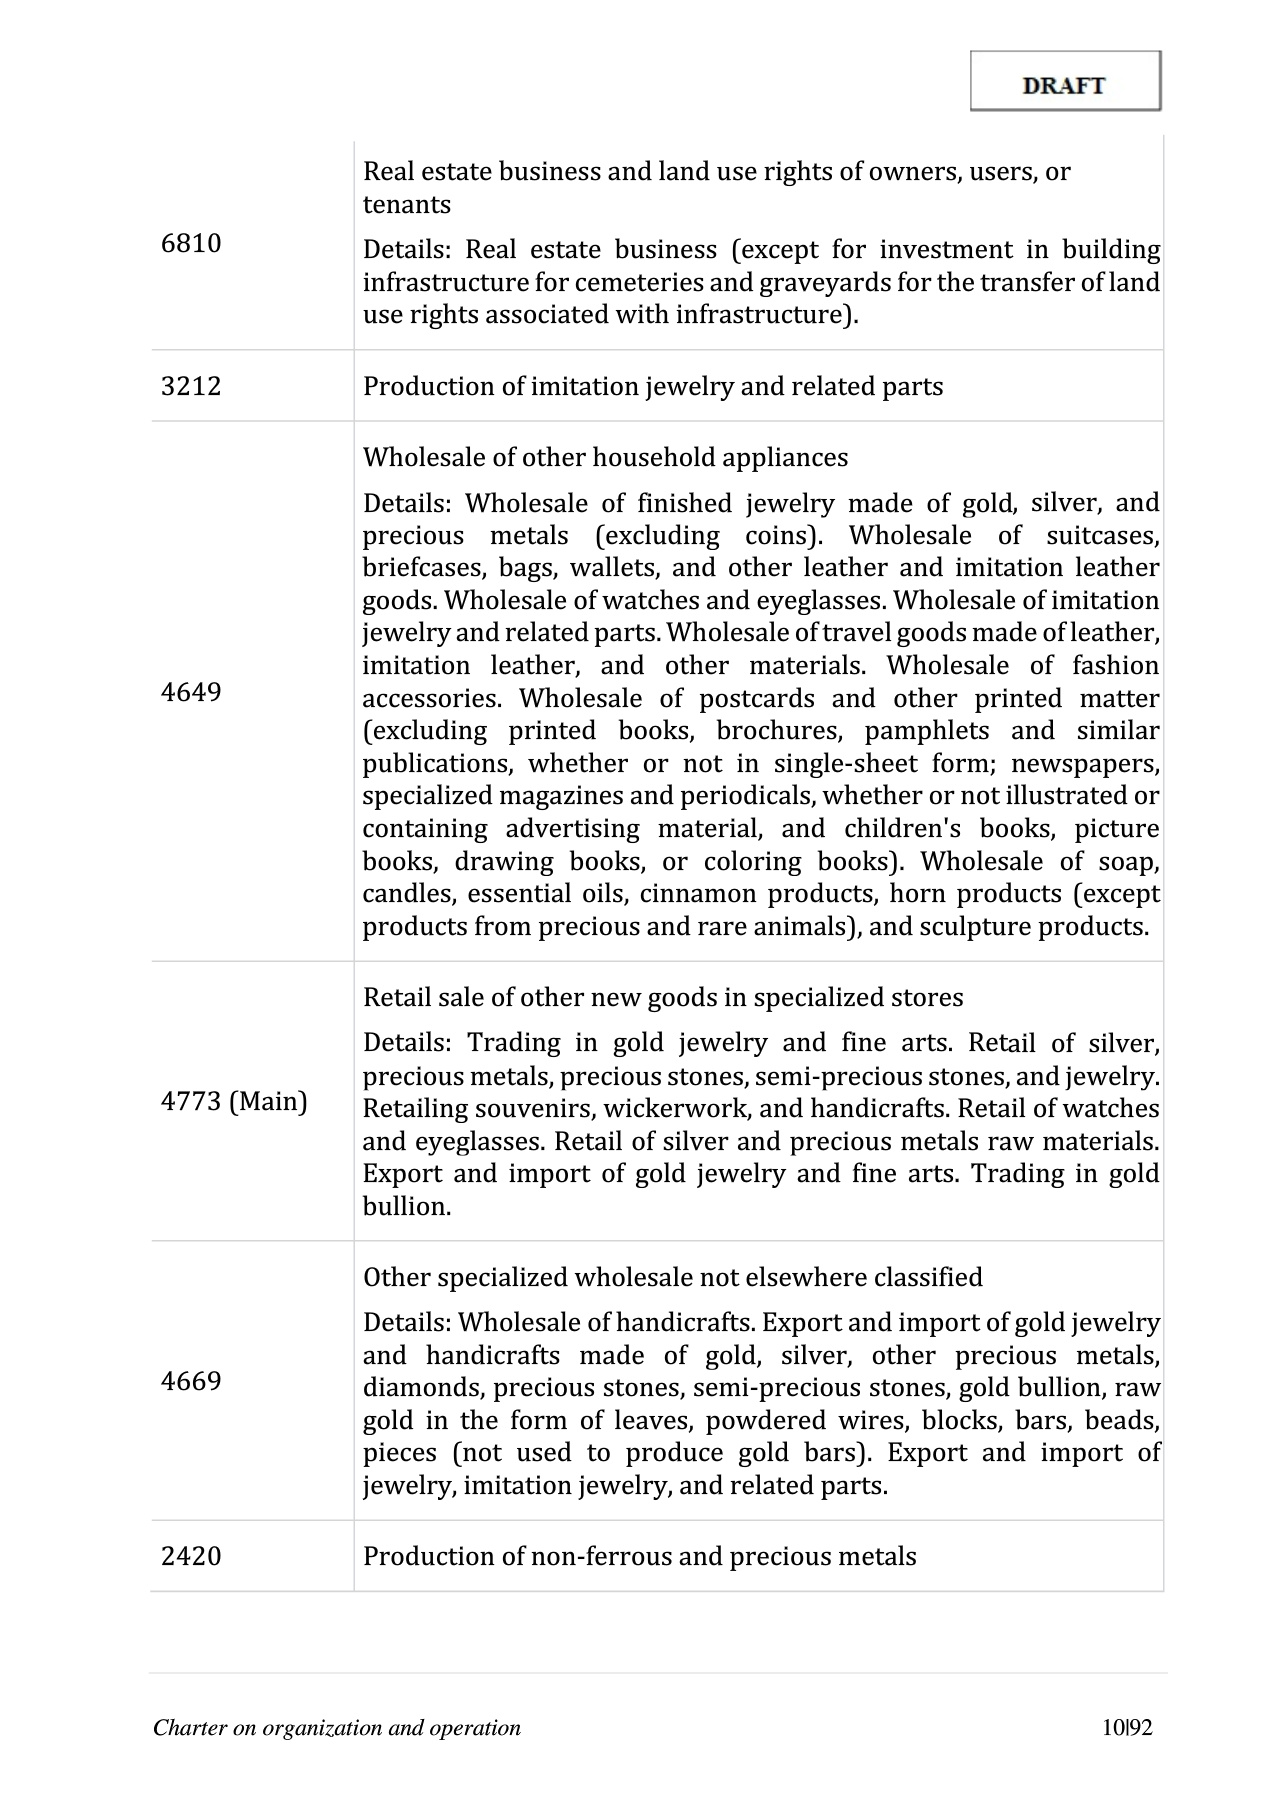 DRAFT
Real estate business and land use rights of owners, users, or
tenants
6810
Details: Real estate business (except for investment in building
infrastructure for cemeteries and graveyards for the transfer of land
use rights associated with infrastructure).
3212
Production of imitation jewelry and related parts
4649
Wholesale of other household appliances
Details: Wholesale of finished jewelry made of gold, silver, and
precious metals (excluding coins). Wholesale of suitcases,
briefcases, bags, wallets, and other leather and imitation leather
goods. Wholesale of watches and eyeglasses. Wholesale of imitation
jewelry and related parts. Wholesale of travel goods made of leather,
imitation leather, and other materials. Wholesale of fashion
accessories. Wholesale of postcards and other printed matter
(excluding printed books, brochures, pamphlets and similar
publications, whether or not in single-sheet form; newspapers,
specialized magazines and periodicals, whether or not illustrated or
containing advertising material, and children's books, picture
books, drawing books, or coloring books). Wholesale of soap,
candles, essential oils, cinnamon products, horn products (except
products from precious and rare animals), and sculpture products.
4773 (Main)
Retail sale of other new goods in specialized stores
Details: Trading in gold jewelry and fine arts. Retail of silver,
precious metals, precious stones, semi-precious stones, and jewelry.
Retailing souvenirs, wickerwork, and handicrafts. Retail of watches
and eyeglasses. Retail of silver and precious metals raw materials.
Export and import of gold jewelry and fine arts. Trading in gold
bullion.
4669
Other specialized wholesale not elsewhere classified
Details: Wholesale of handicrafts. Export and import of gold jewelry
and handicrafts made of gold, silver, other precious metals,
diamonds, precious stones, semi-precious stones, gold bullion, raw
gold in the form of leaves, powdered wires, blocks, bars, beads,
pieces (not used to produce gold bars). Export and import of
jewelry, imitation jewelry, and related parts.
2420
Production of non-ferrous and precious metals
Charter on organization and operation
10|92